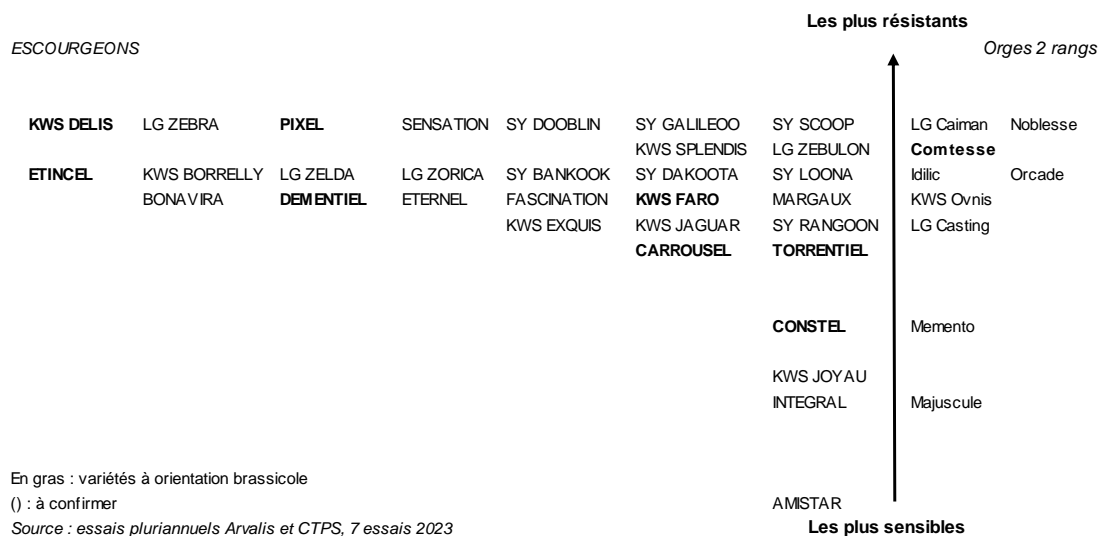 Les plus résistants
ESCOURGEONS Orges 2 rangs
KWS DELIS LG ZEBRA PIXEL SENSATION SY DOOBLIN SY GALILEOO SY SCOOP LG Caiman Noblesse
KWS SPLENDIS LG ZEBULON Comtesse
ETINCEL KWS BORRELLY LG ZELDA LG ZORICA SY BANKOOK SY DAKOOTA SY LOONA Idilic Orcade
BONAVIRA DEMENTIEL ETERNEL FASCINATION KWS FARO MARGAUX KWS Ovnis
KWS EXQUIS KWS JAGUAR SY RANGOON LG Casting
CARROUSEL TORRENTIEL
CONSTEL Memento
KWS JOYAU
INTEGRAL Majuscule
En gras : variétés à orientation brassicole
() : à confirmer AMISTAR
Source : essais pluriannuels Arvalis et CTPS, 7 essais 2023 Les plus sensibles